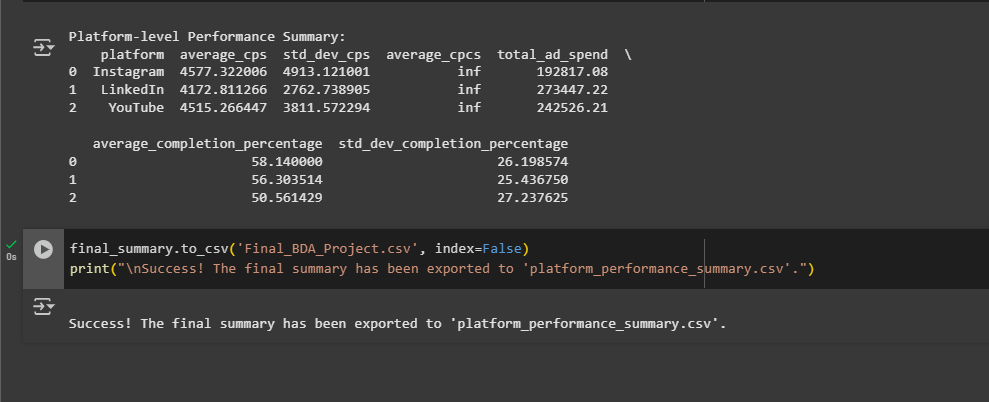 Platform-level Performance Summary:
platform average_cps std_dev_cps average_cpcs total_ad_spend \
0 Instagram 4577.322006 4913.121001 inf 192817.08
1 LinkedIn 4172.811266 2762.738905 inf 273447.22
2 YouTube 4515.266447 3811.572294 inf 242526.21
average_completion_percentage std_dev_completion_percentage
0 58.140000 26.198574
1 56.303514 25.436750
2 50.561429 27.237625
final_summary.to_csv('Final_BDA_Project.csv', index=False)
0s
print("\nSuccess! The final summary has been exported to 'platform_performance_summary.csv'.")
Success! The final summary has been exported to 'platform_performance_summary.csv'.